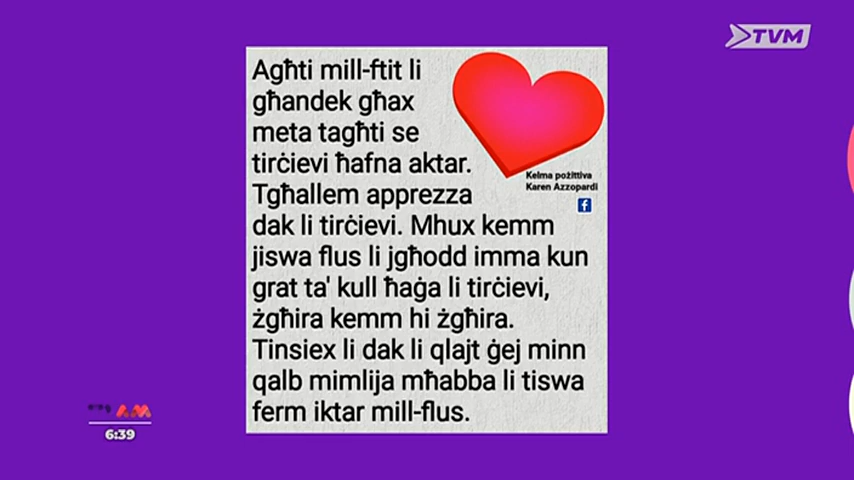 TVM
Agħti mill-ftit li
għandek għax
meta tagħti se
tirċievi ħafna aktar.
Tgħallem apprezza
dak li tirċievi. Mhux kemm
jiswa flus li jgħodd imma kun
grat ta' kull ħaġa li tirċievi,
żgħira kemm hi żgħira.
Tinsiex li dak li qlajt ġej minn
qalb mimlija mħabba li tiswa
ferm iktar mill-flus.
Kelma pożittiva
Karen Azzopardi
f
AM
6:39